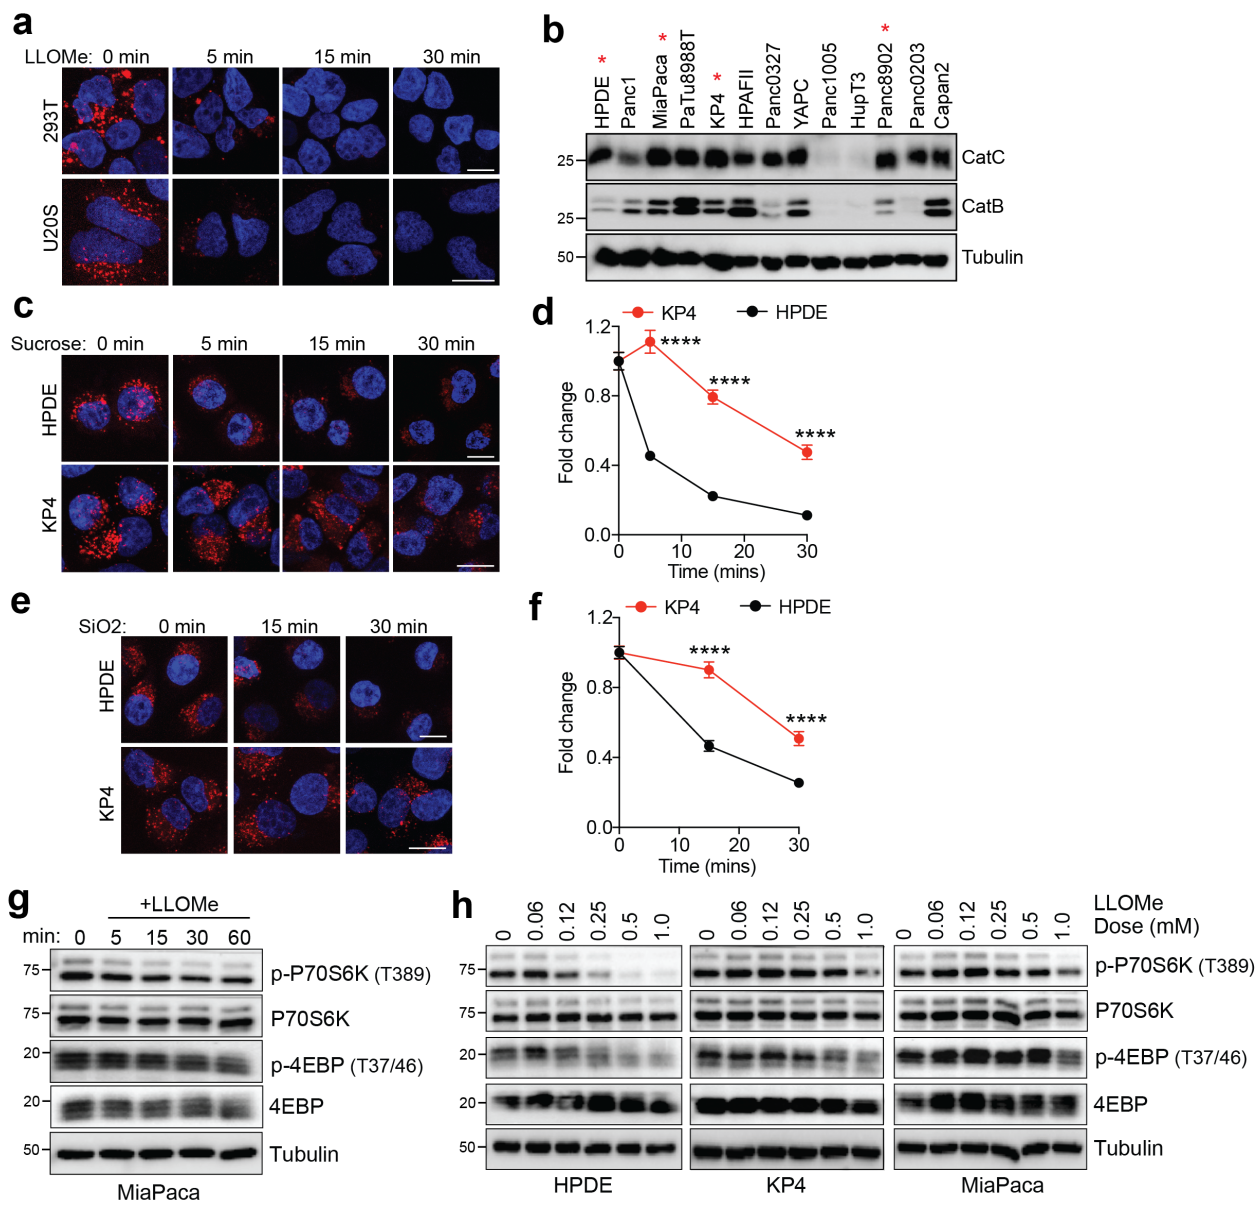 a
LLOMe: 0 min 5 min 15 min 30 min
293T
U20S
b
HPDE * Panc1 MiaPaca * PaTu8988T KP4 * HPAFII Panc0327 YAPC Panc1005 HupT3 Panc8902 * Panc0203 Capan2
25 CatC
25 CatB
50 Tubulin
c
Sucrose: 0 min 5 min 15 min 30 min
HPDE
KP4
d
KP4 HPDE
Fold change
1.2
0.8
0.4
0.0
**** **** ****
0 10 20 30
Time (mins)
e
SiO2: 0 min 15 min 30 min
HPDE
KP4
f
KP4 HPDE
Fold change
1.2
0.8
0.4
0.0
**** ****
0 10 20 30
Time (mins)
g
+LLOMe
min: 0 5 15 30 60
75 p-P70S6K (T389)
75 P70S6K
20 p-4EBP (T37/46)
20 4EBP
50 Tubulin
MiaPaca
h
0 0.06 0.12 0.25 0.5 1.0 0 0.06 0.12 0.25 0.5 1.0 0 0.06 0.12 0.25 0.5 1.0 LLOMe
Dose (mM)
75 p-P70S6K (T389)
75 P70S6K
20 p-4EBP (T37/46)
20 4EBP
50 Tubulin
HPDE KP4 MiaPaca